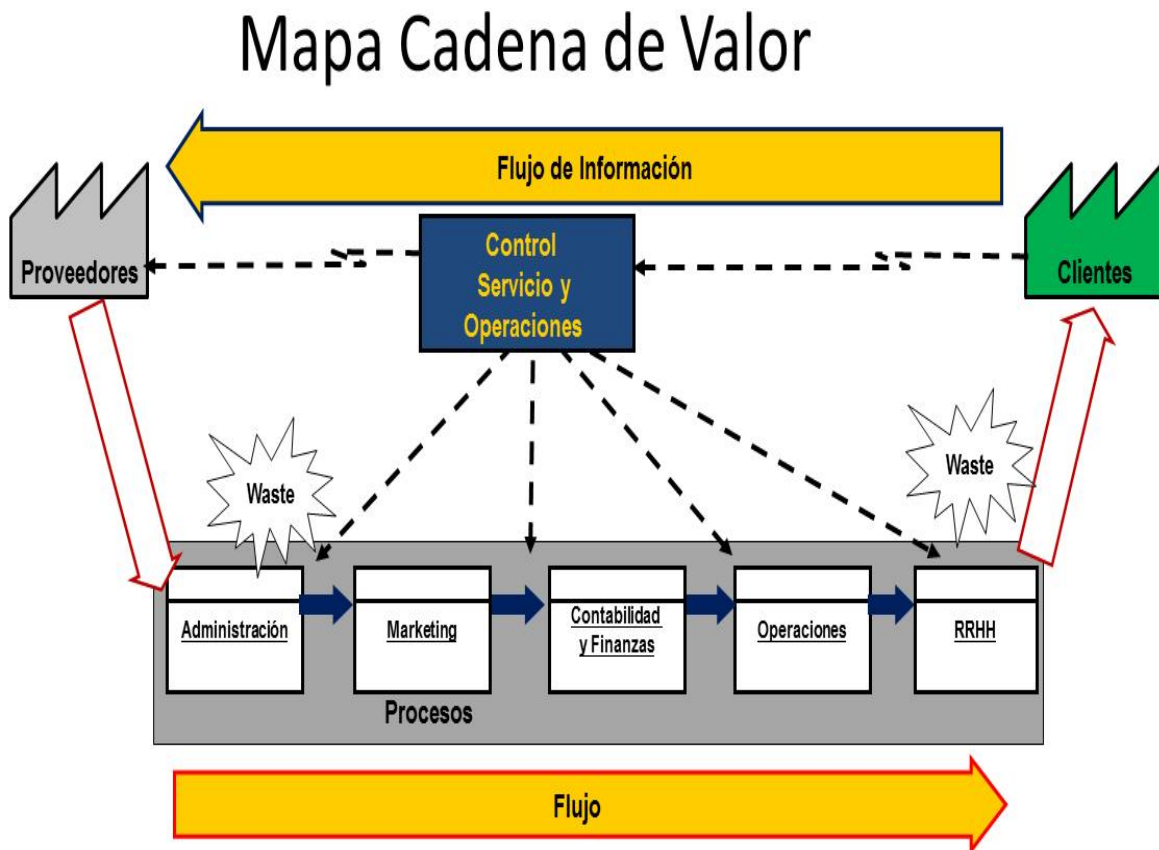 Mapa Cadena de Valor
Flujo de Información
Proveedores
Control
Servicio y
Operaciones
Clientes
Waste
Waste
Administración
Marketing
Contabilidad
y Finanzas
Operaciones
RRHH
Procesos
Flujo